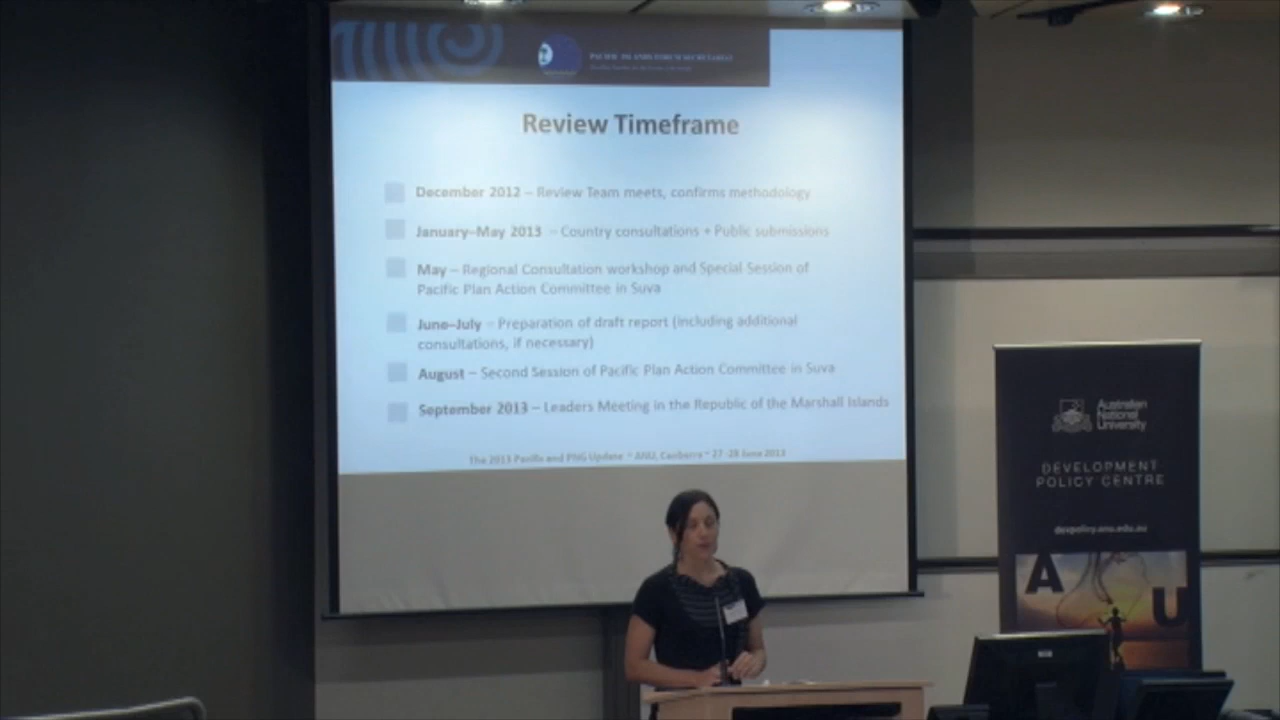 PACIFIC ISLANDS FORUM SECRETARIAT
Review Timeframe
December 2012 – Review Team meets, confirms methodology
January–May 2013 – Country consultations + Public submissions
May – Regional Consultation workshop and Special Session of
Pacific Plan Action Committee in Suva
June–July – Preparation of draft report (including additional
consultations, if necessary)
August – Second Session of Pacific Plan Action Committee in Suva
September 2013 – Leaders Meeting in the Republic of the Marshall Islands
The 2013 Pacific and PNG Update * ANU, Canberra * 27-28 June 2013
Australian
National
University
DEVELOPMENT
POLICY CENTRE
devpolicy.anu.edu.au
A
U